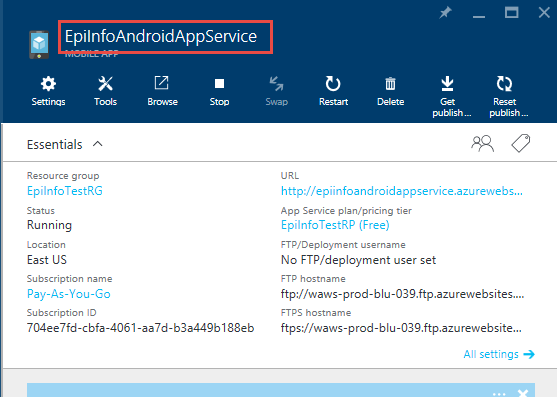 EpiInfoAndroidAppService
MOBILE APP
Settings Tools Browse Stop Swap Restart Delete Get publish... Reset publish...
Essentials
Resource group
EpiInfoTestRG
URL
http://epiinfoandroidappservice.azurewebs...
Status
Running
App Service plan/pricing tier
EpiInfoTestRP (Free)
Location
East US
FTP/Deployment username
No FTP/deployment user set
Subscription name
Pay-As-You-Go
FTP hostname
ftp://waws-prod-blu-039.ftp.azurewebsites....
Subscription ID
704ee7fd-cbfa-4061-aa7d-b3a449b188eb
FTPS hostname
ftps://waws-prod-blu-039.ftp.azurewebsite...
All settings